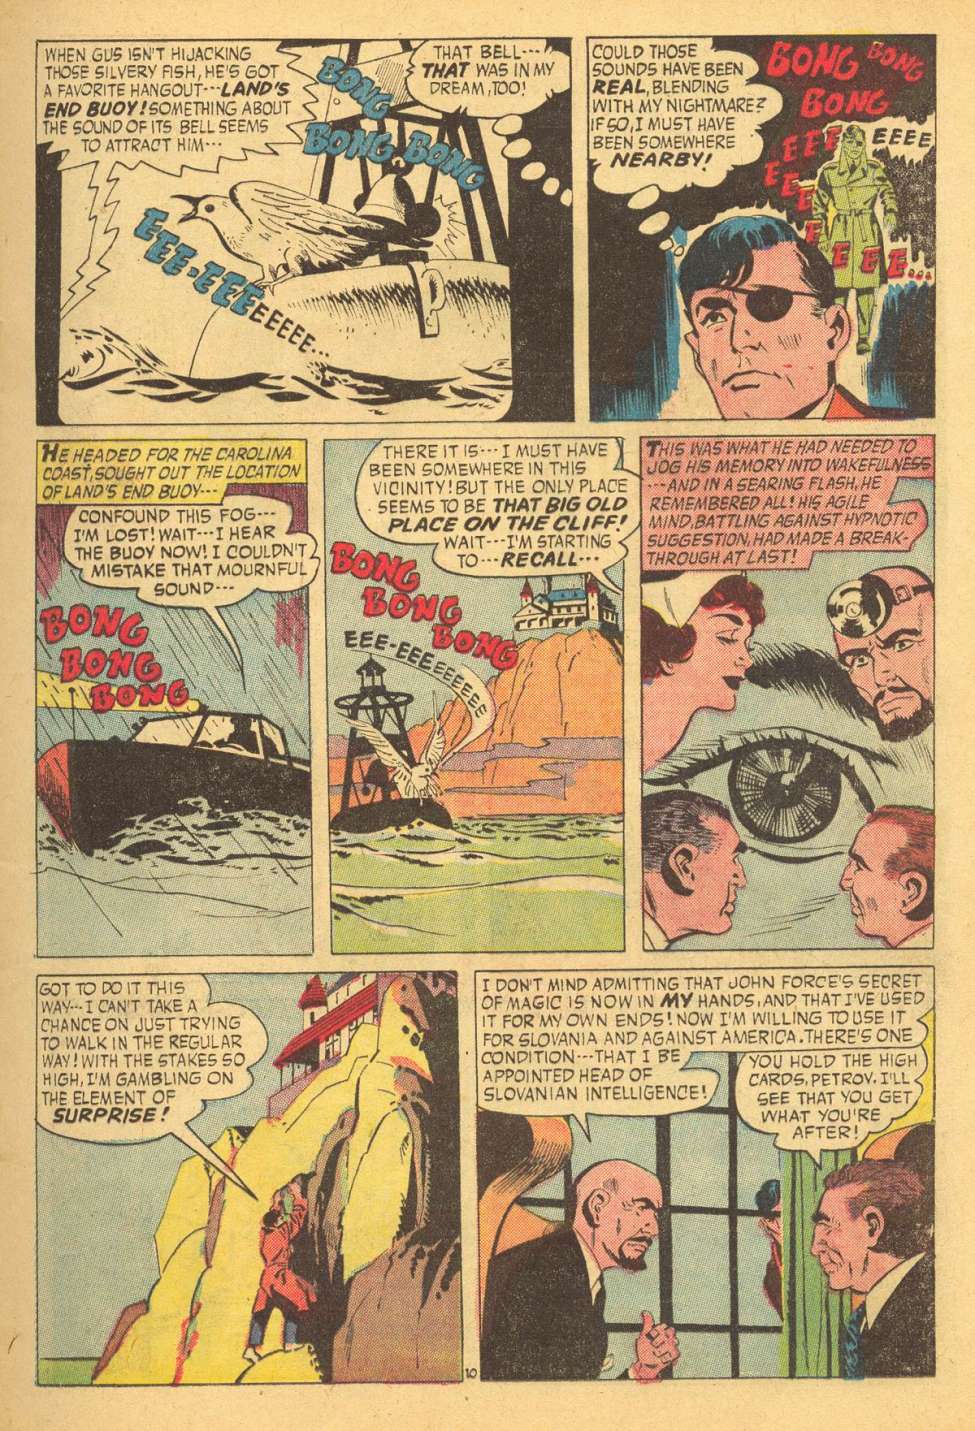 WHEN GUS ISN'T HIJACKING
THOSE SILVERY FISH, HE'S GOT
A FAVORITE HANGOUT--- LAND'S
END BUOY! SOMETHING ABOUT
THE SOUND OF ITS BELL SEEMS
TO ATTRACT HIM---
BONG
BONG BONG BONG
EEE-EEE-EEEEEEEEE...
THAT BELL---
THAT WAS IN MY
DREAM, TOO!
COULD THOSE
SOUNDS HAVE BEEN
REAL, BLENDING
WITH MY NIGHTMARE?
IF SO, I MUST HAVE
BEEN SOMEWHERE
NEARBY!
BONG BONG
BONG
EEEE
HE HEADED FOR THE CAROLINA
COAST, SOUGHT OUT THE LOCATION
OF LAND'S END BUOY---
CONFOUND THIS FOG---
I'M LOST! WAIT--- I HEAR
THE BUOY NOW! I COULDN'T
MISTAKE THAT MOURNFUL
SOUND---
BONG
BONG
BONG
THERE IT IS--- I MUST HAVE
BEEN SOMEWHERE IN THIS
VICINITY! BUT THE ONLY PLACE
SEEMS TO BE THAT BIG OLD
PLACE ON THE CLIFF!
WAIT--- I'M STARTING
TO--- RECALL---
BONG
BONG
BONG
EEE-EEEEEEEEE
THIS WAS WHAT HE HAD NEEDED TO
JOG HIS MEMORY INTO WAKEFULNESS
---AND IN A SEARING FLASH, HE
REMEMBERED ALL! HIS AGILE
MIND, BATTLING AGAINST HYPNOTIC
SUGGESTION, HAD MADE A BREAK-
THROUGH AT LAST!
GOT TO DO IT THIS
WAY--- I CAN'T TAKE A
CHANCE ON JUST TRYING
TO WALK IN THE REGULAR
WAY! WITH THE STAKES SO
HIGH, I'M GAMBLING ON
THE ELEMENT OF
SURPRISE!
I DON'T MIND ADMITTING THAT JOHN FORCE'S SECRET
OF MAGIC IS NOW IN MY HANDS, AND THAT I'VE USED
IT FOR MY OWN ENDS! NOW I'M WILLING TO USE IT
FOR SLOVANIA AND AGAINST AMERICA. THERE'S ONE
CONDITION--- THAT I BE
APPOINTED HEAD OF
SLOVANIAN INTELLIGENCE!
YOU HOLD THE HIGH
CARDS, PETROV. I'LL
SEE THAT YOU GET
WHAT YOU'RE
AFTER!
10